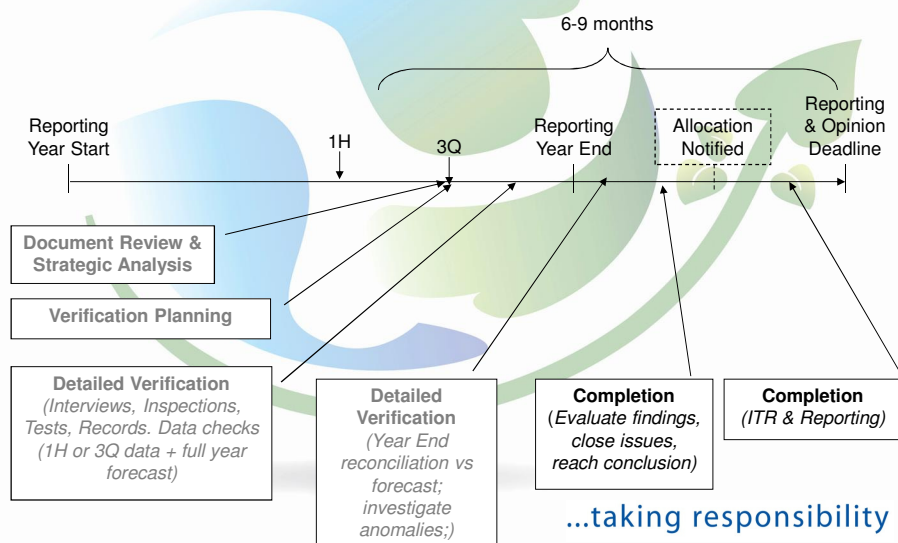 6-9 months
Reporting
Year Start
1H
3Q
Reporting
Year End
Allocation
Notified
Reporting
& Opinion
Deadline
Document Review &
Strategic Analysis
Verification Planning
Detailed Verification
(Interviews, Inspections,
Tests, Records. Data checks
(1H or 3Q data + full year
forecast)
Detailed
Verification
(Year End
reconciliation vs
forecast;
investigate
anomalies;)
Completion
(Evaluate findings,
close issues,
reach conclusion)
Completion
(ITR & Reporting)
...taking responsibility